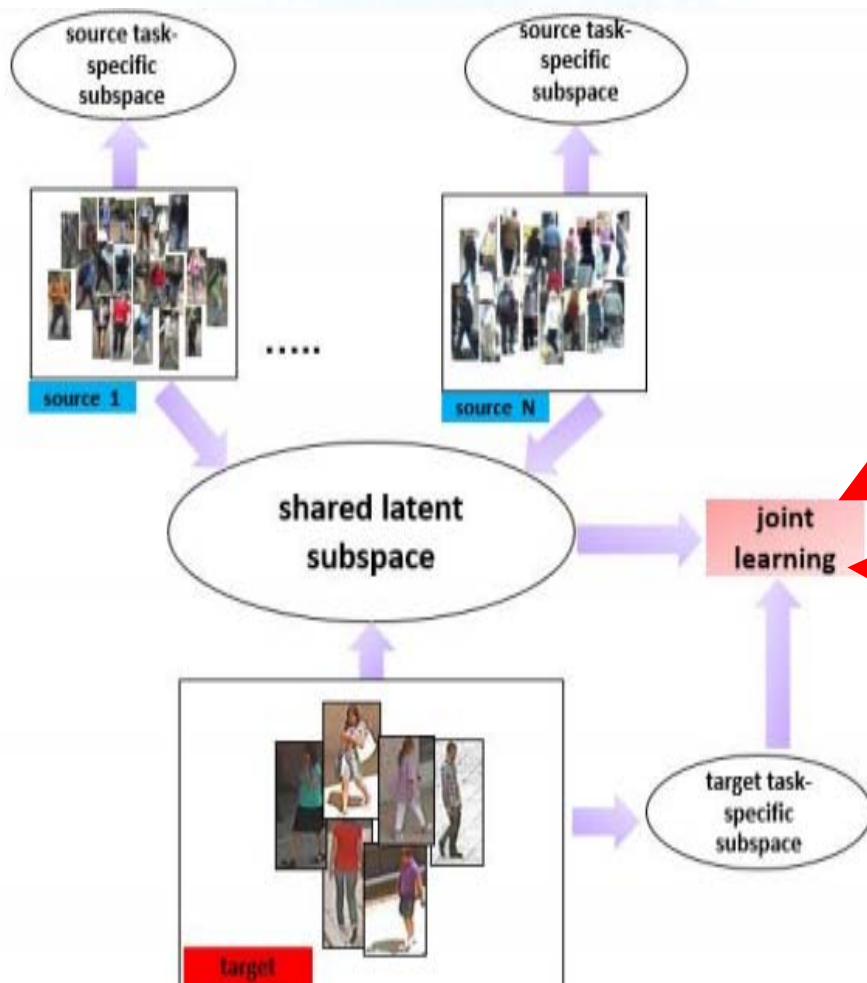 source task-
specific
subspace
source task-
specific
subspace
.....
source 1
source N
shared latent
subspace
joint
learning
target task-
specific
subspace
target